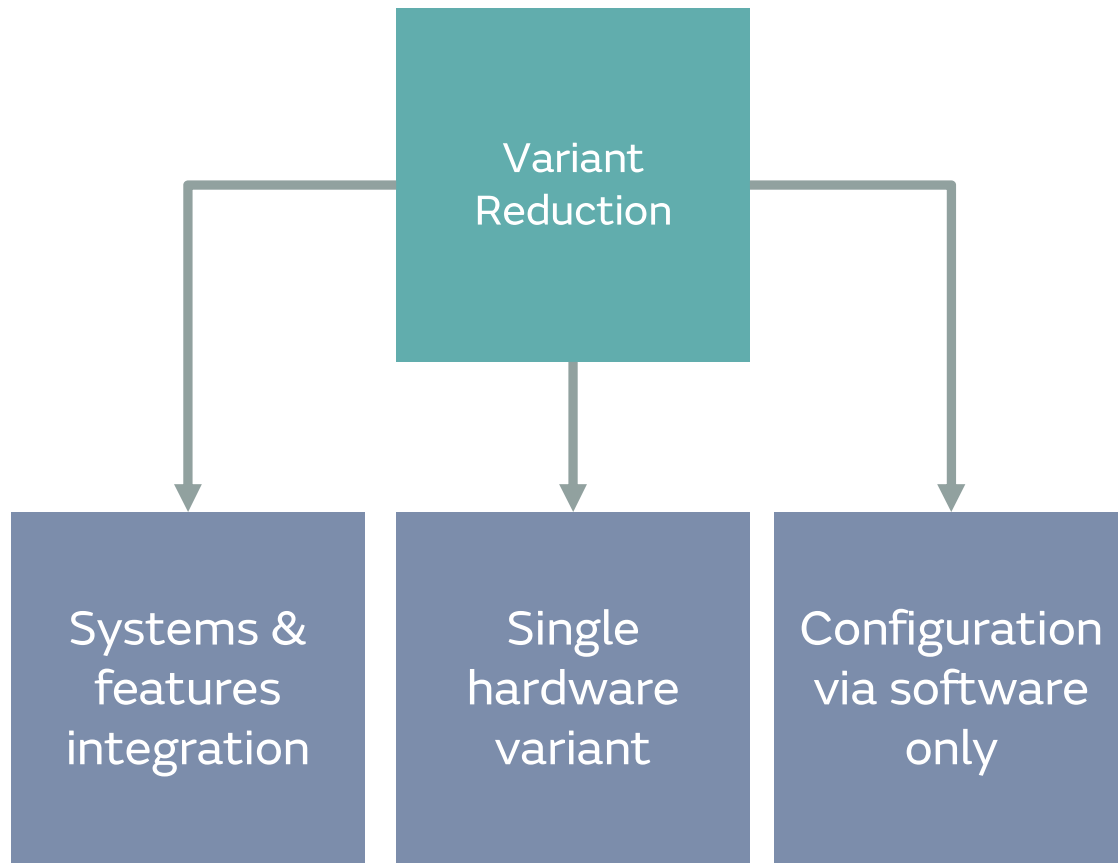 Variant
Reduction
Systems &
features
integration
Single
hardware
variant
Configuration
via software
only